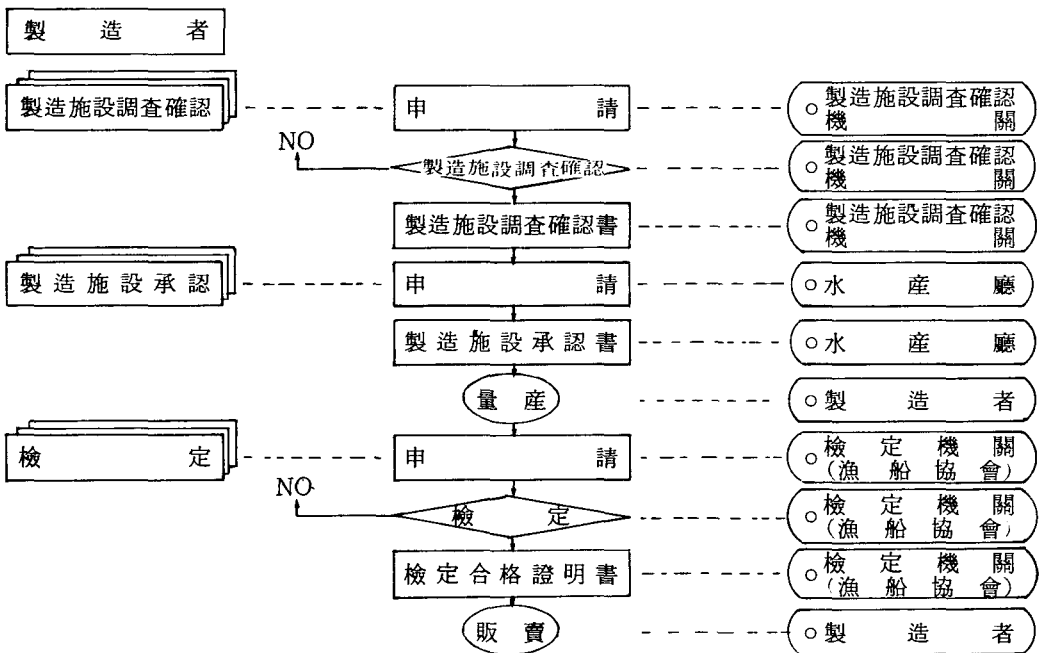 製造者
製造施設調査確認
申請
○製造施設調査確認
機關
NO
製造施設調査確認
○製造施設調査確認
機關
製造施設調査確認書
○製造施設調査確認
機關
製造施設承認
申請
○水産廳
製造施設承認書
○水産廳
量産
○製造者
檢定
申請
○檢定機關
(漁船協會)
NO
檢定
○檢定機關
(漁船協會)
檢定合格證明書
○檢定機關
(漁船協會)
販賣
○製造者